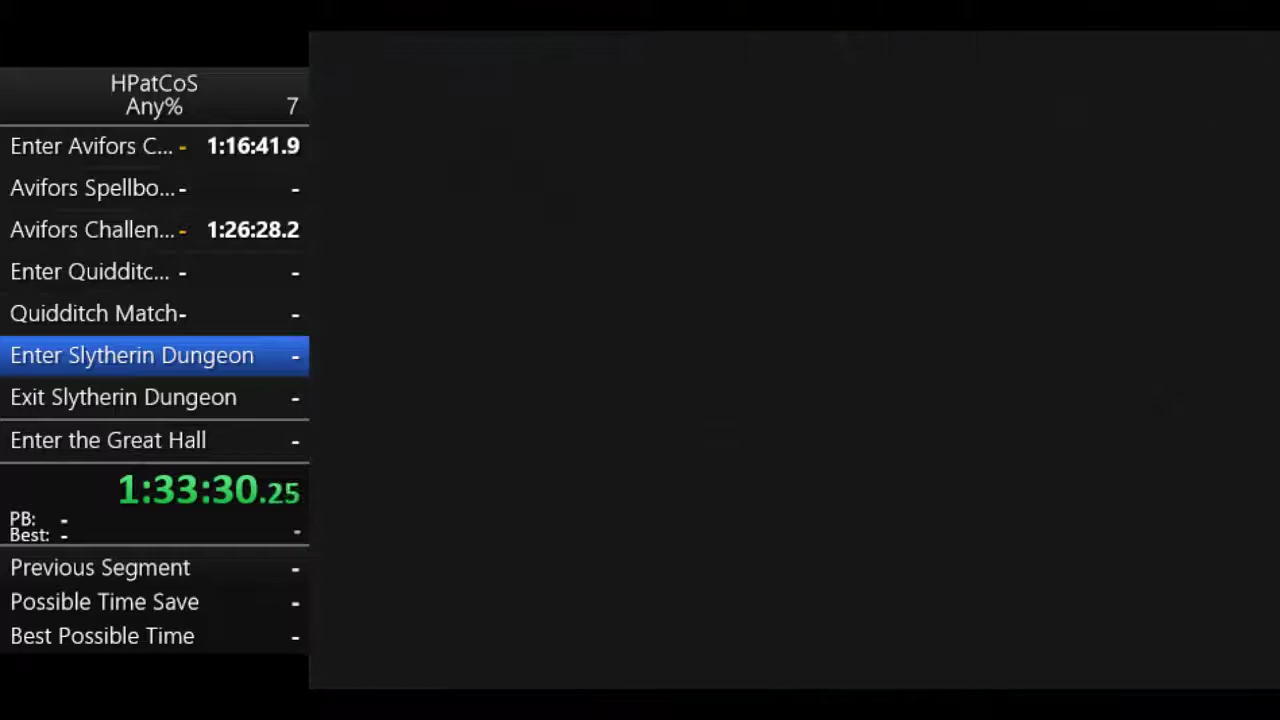 HPatCoS
Any% 7
Enter Avifors C... - 1:16:41.9
Avifors Spellbo... - -
Avifors Challen... - 1:26:28.2
Enter Quidditc... - -
Quidditch Match - -
Enter Slytherin Dungeon -
Exit Slytherin Dungeon -
Enter the Great Hall -
1:33:30.25
PB: -
Best: - -
Previous Segment -
Possible Time Save -
Best Possible Time -